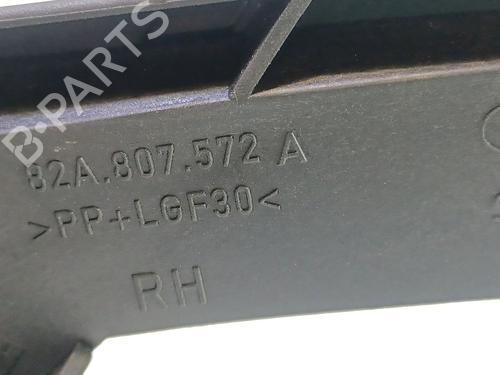 B-PARTS
82A.807.572 A
>PP+LGF30<
RH